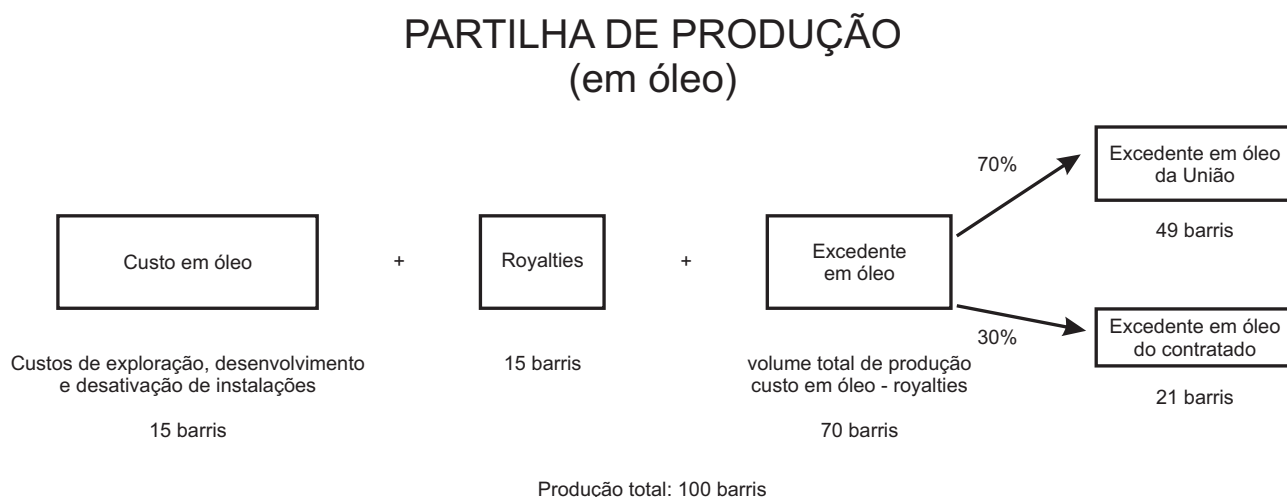 PARTILHA DE PRODUÇÃO
(em óleo)
Custo em óleo
+
Royalties
+
Excedente
em óleo
70%
Excedente em óleo
da União
49 barris
30%
Excedente em óleo
do contratado
21 barris
Custos de exploração, desenvolvimento
e desativação de instalações
15 barris
15 barris
volume total de produção
custo em óleo - royalties
70 barris
Produção total: 100 barris